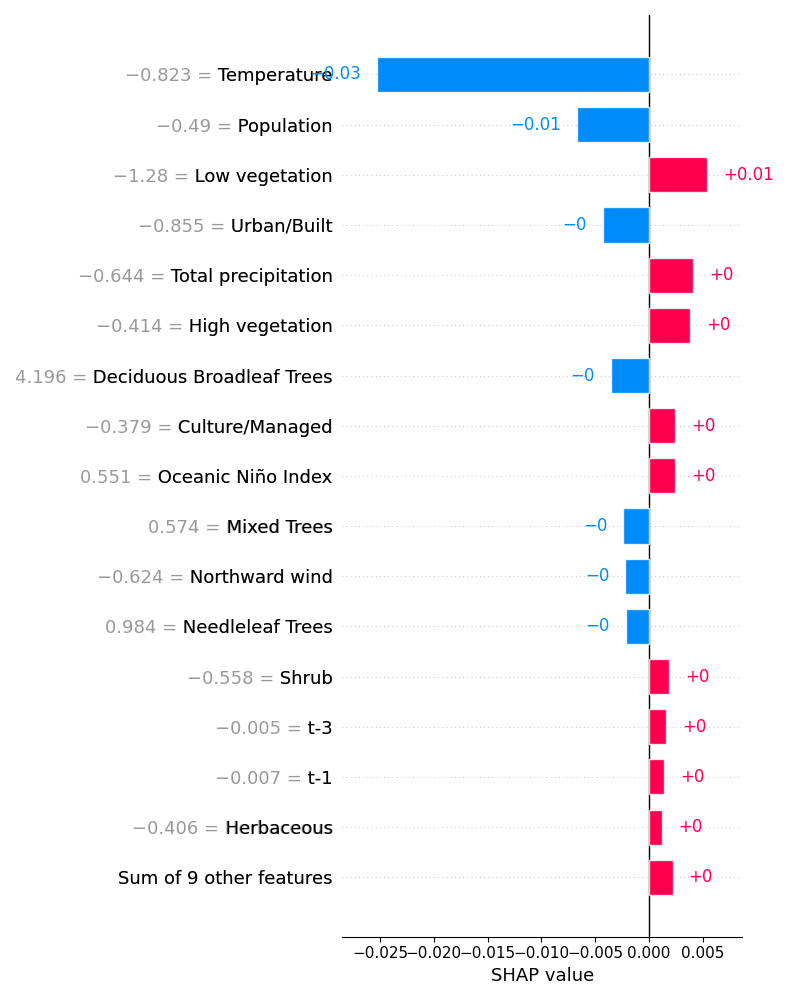 −0.823 = Temperature −0.03
−0.49 = Population −0.01
−1.28 = Low vegetation +0.01
−0.855 = Urban/Built −0
−0.644 = Total precipitation +0
−0.414 = High vegetation +0
4.196 = Deciduous Broadleaf Trees −0
−0.379 = Culture/Managed +0
0.551 = Oceanic Niño Index +0
0.574 = Mixed Trees −0
−0.624 = Northward wind −0
0.984 = Needleleaf Trees −0
−0.558 = Shrub +0
−0.005 = t-3 +0
−0.007 = t-1 +0
−0.406 = Herbaceous +0
Sum of 9 other features +0
−0.025 −0.020 −0.015 −0.010 −0.005 0.000 0.005
SHAP value